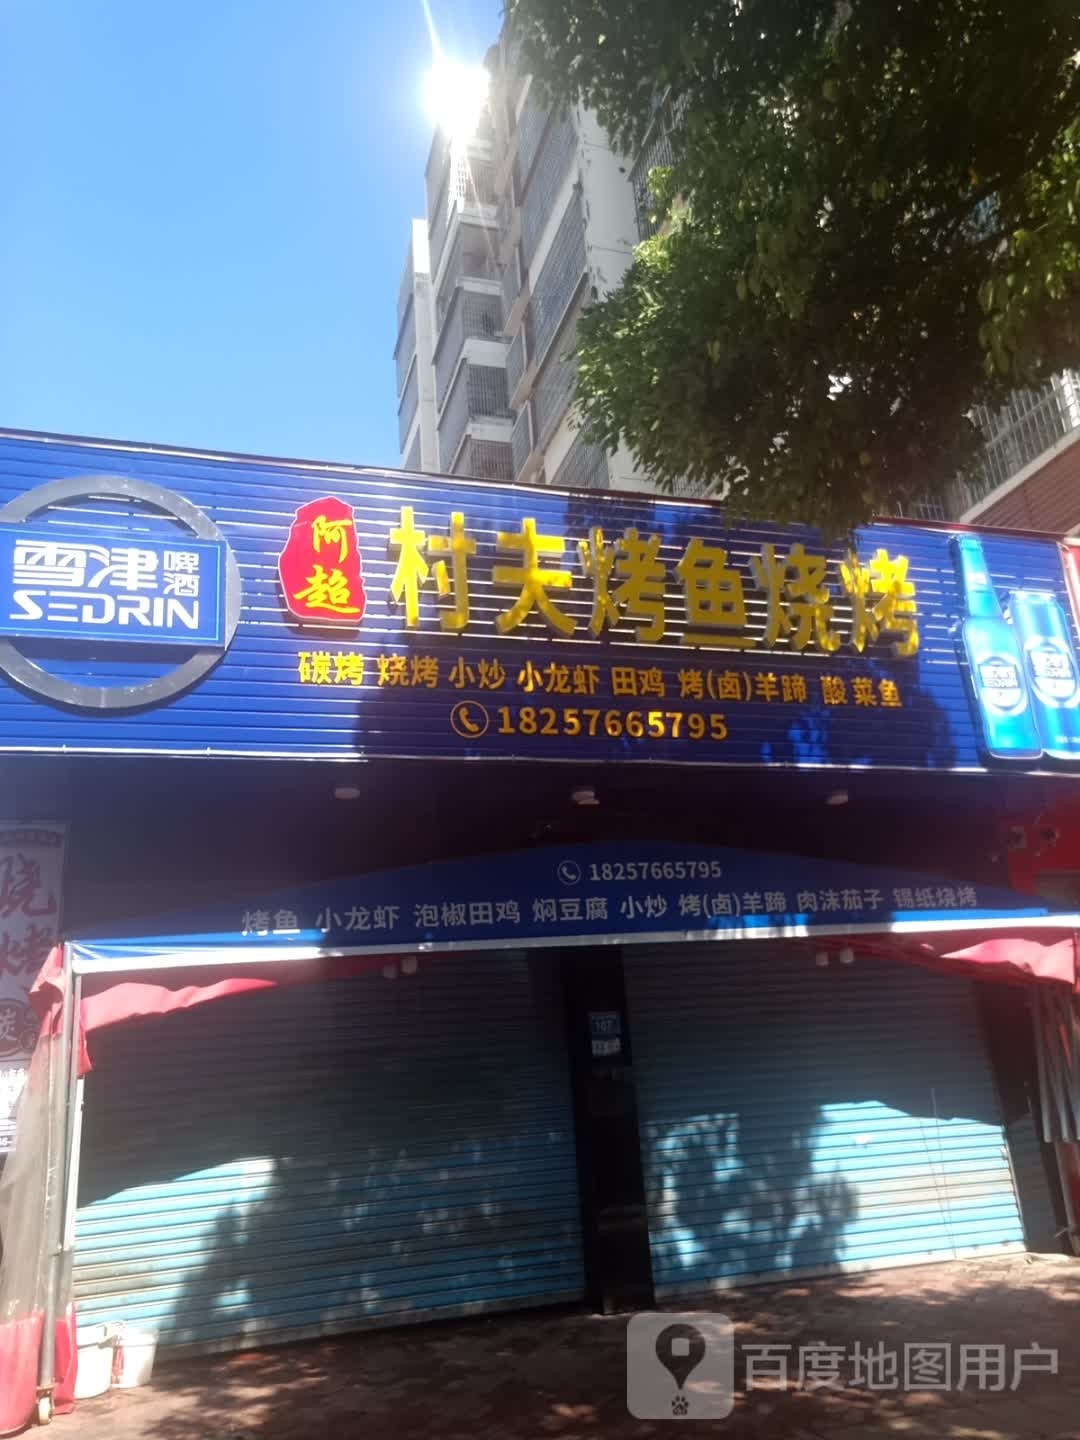 雪津啤酒
SEDRIN
阿超
村夫烤鱼烧烤
碳烤 烧烤 小炒 小龙虾 田鸡 烤(卤)羊蹄 酸菜鱼
18257665795
18257665795
烤鱼 小龙虾 泡椒田鸡 焖豆腐 小炒 烤(卤)羊蹄 肉沫茄子 锡纸烧烤
烧烤
107
百度地图用户